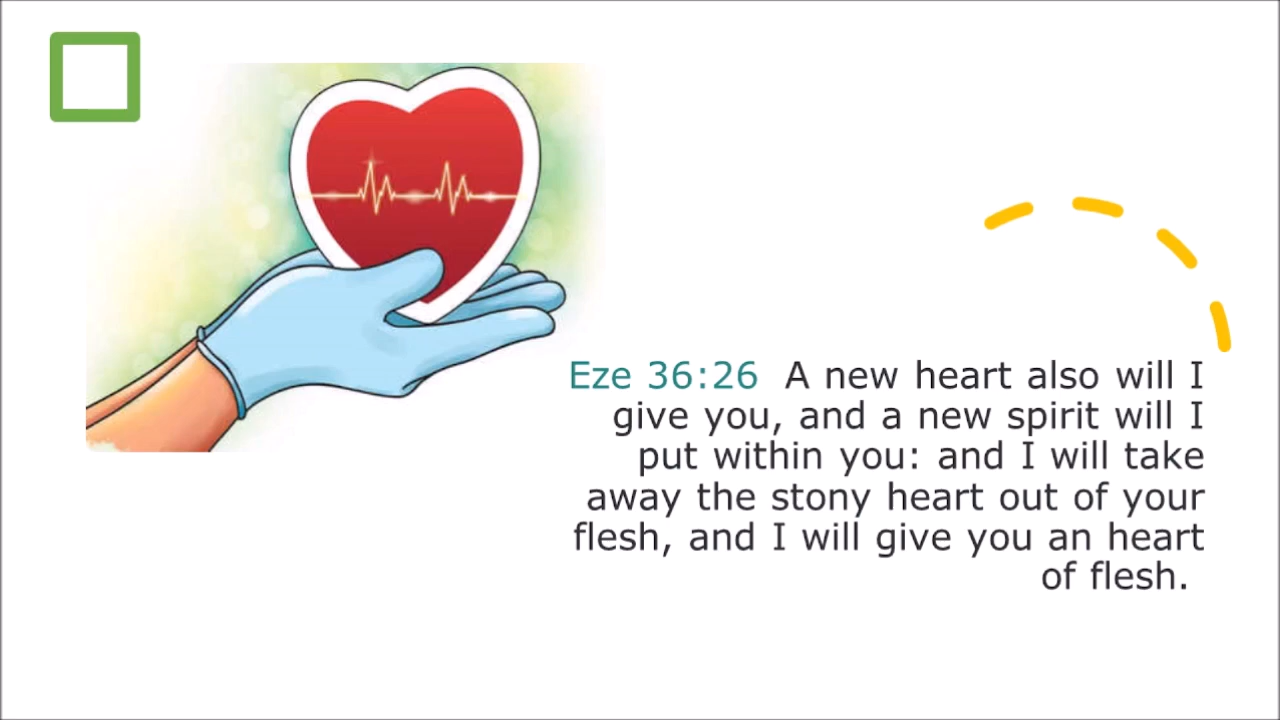 Eze 36:26  A new heart also will I
give you, and a new spirit will I
put within you: and I will take
away the stony heart out of your
flesh, and I will give you an heart
of flesh.